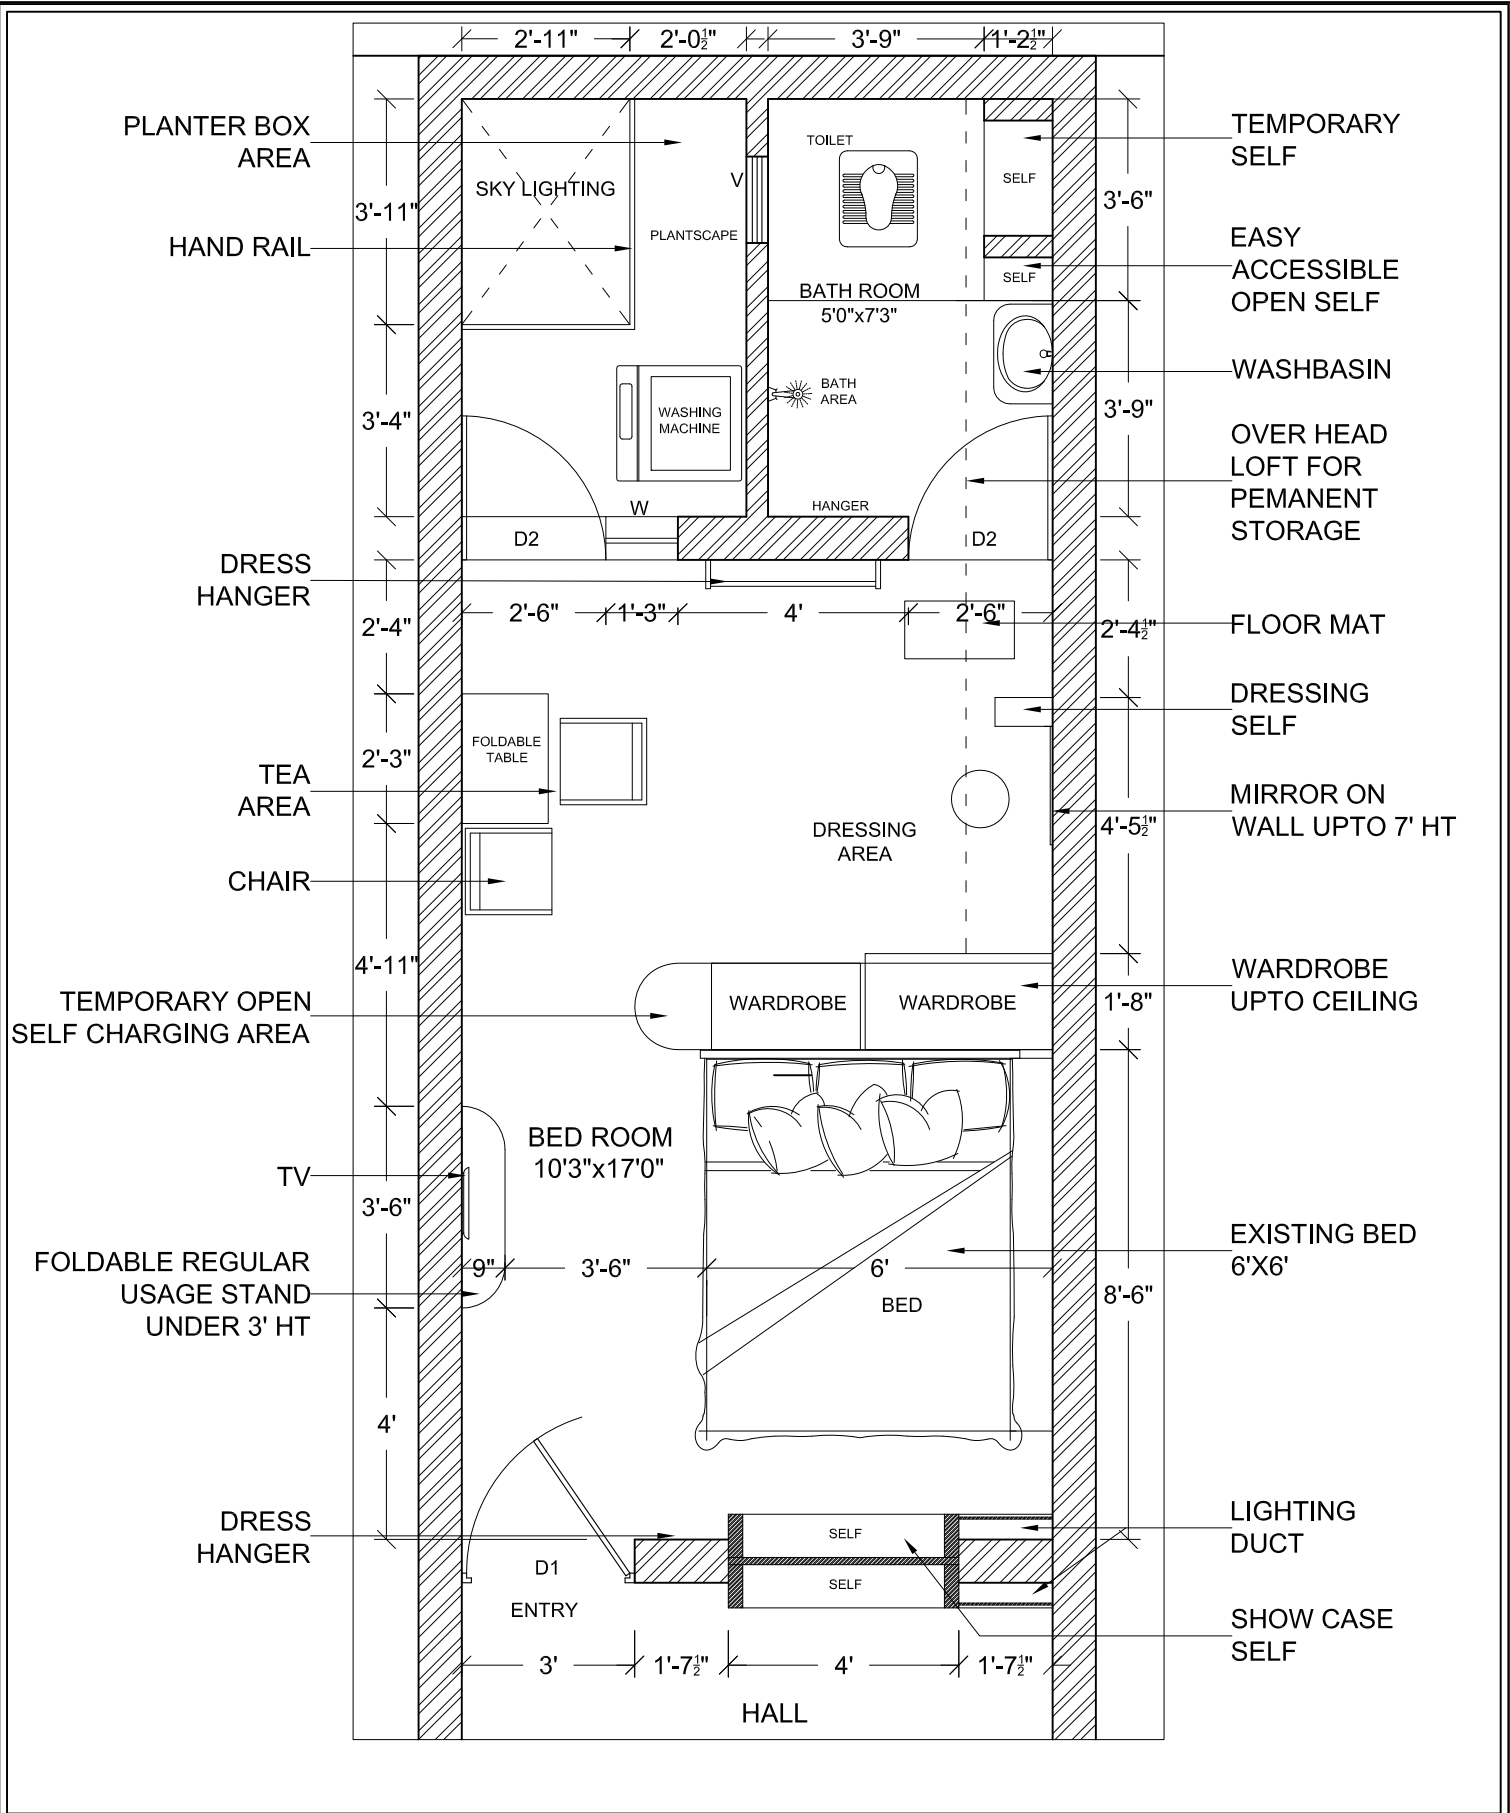 2'-11" 2'-0½" 3'-9" 1'-2½"
PLANTER BOX
AREA
HAND RAIL
DRESS
HANGER
TEA
AREA
CHAIR
TEMPORARY OPEN
SELF CHARGING AREA
TV
FOLDABLE REGULAR
USAGE STAND
UNDER 3' HT
DRESS
HANGER
3'-11"
3'-4"
2'-4"
2'-3"
4'-11"
3'-6"
4'
SKY LIGHTING
PLANTSCAPE
V
WASHING
MACHINE
W
D2
TOILET
SELF
SELF
BATH ROOM
5'0"x7'3"
BATH
AREA
HANGER
D2
2'-6" 1'-3" 4' 2'-6"
FOLDABLE
TABLE
DRESSING
AREA
WARDROBE WARDROBE
BED ROOM
10'3"x17'0"
9" 3'-6" 6'
BED
SELF
SELF
D1
ENTRY
3' 1'-7½" 4' 1'-7½"
HALL
3'-6"
3'-9"
2'-4½"
4'-5½"
1'-8"
8'-6"
TEMPORARY
SELF
EASY
ACCESSIBLE
OPEN SELF
WASHBASIN
OVER HEAD
LOFT FOR
PEMANENT
STORAGE
FLOOR MAT
DRESSING
SELF
MIRROR ON
WALL UPTO 7' HT
WARDROBE
UPTO CEILING
EXISTING BED
6'X6'
LIGHTING
DUCT
SHOW CASE
SELF